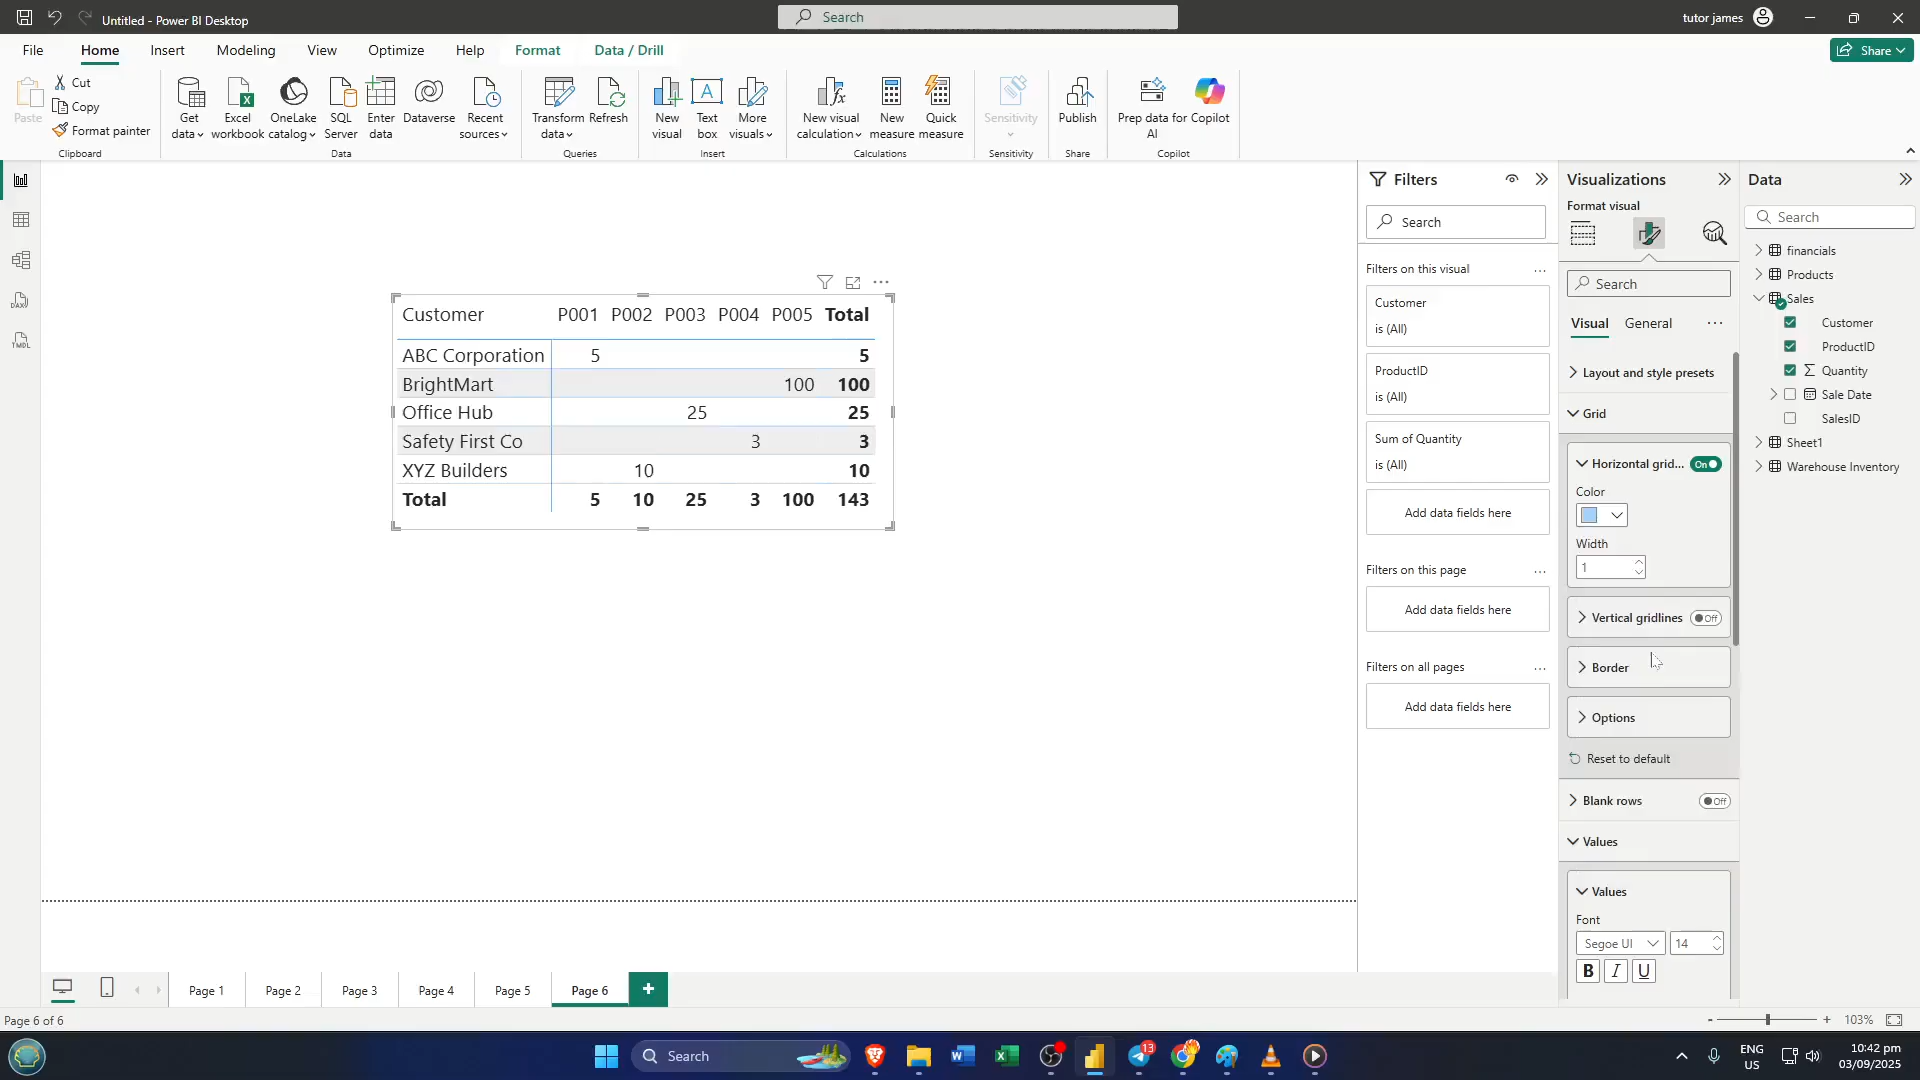 Untitled - Power BI Desktop
Search
tutor james
File
Home
Insert
Modeling
View
Optimize
Help
Format
Data / Drill
Share
Paste
Cut
Copy
Format painter
Clipboard
Get data
Excel workbook
OneLake catalog
SQL Server
Enter data
Dataverse
Recent sources
Data
Transform data
Refresh
Queries
New visual
Text box
More visuals
Insert
New visual calculation
New measure
Quick measure
Calculations
Sensitivity
Sensitivity
Publish
Share
Prep data for AI
Copilot
Copilot
DAX
TMDL
Customer P001 P002 P003 P004 P005 Total
ABC Corporation 5 5
BrightMart 100 100
Office Hub 25 25
Safety First Co 3 3
XYZ Builders 10 10
Total 5 10 25 3 100 143
Filters
Search
Filters on this visual
Customer
is (All)
ProductID
is (All)
Sum of Quantity
is (All)
Add data fields here
Filters on this page
Add data fields here
Filters on all pages
Add data fields here
Visualizations
Format visual
Search
Visual
General
Layout and style presets
Grid
Horizontal grid... On
Color
Width
1
Vertical gridlines Off
Border
Options
Reset to default
Blank rows Off
Values
Values
Font
Segoe UI 14
B I U
Data
Search
financials
Products
Sales
Customer
ProductID
Quantity
Sale Date
SalesID
Sheet1
Warehouse Inventory
Page 1
Page 2
Page 3
Page 4
Page 5
Page 6
Page 6 of 6
- + 103%
Search
13
ENG
US
10:42 pm
03/09/2025